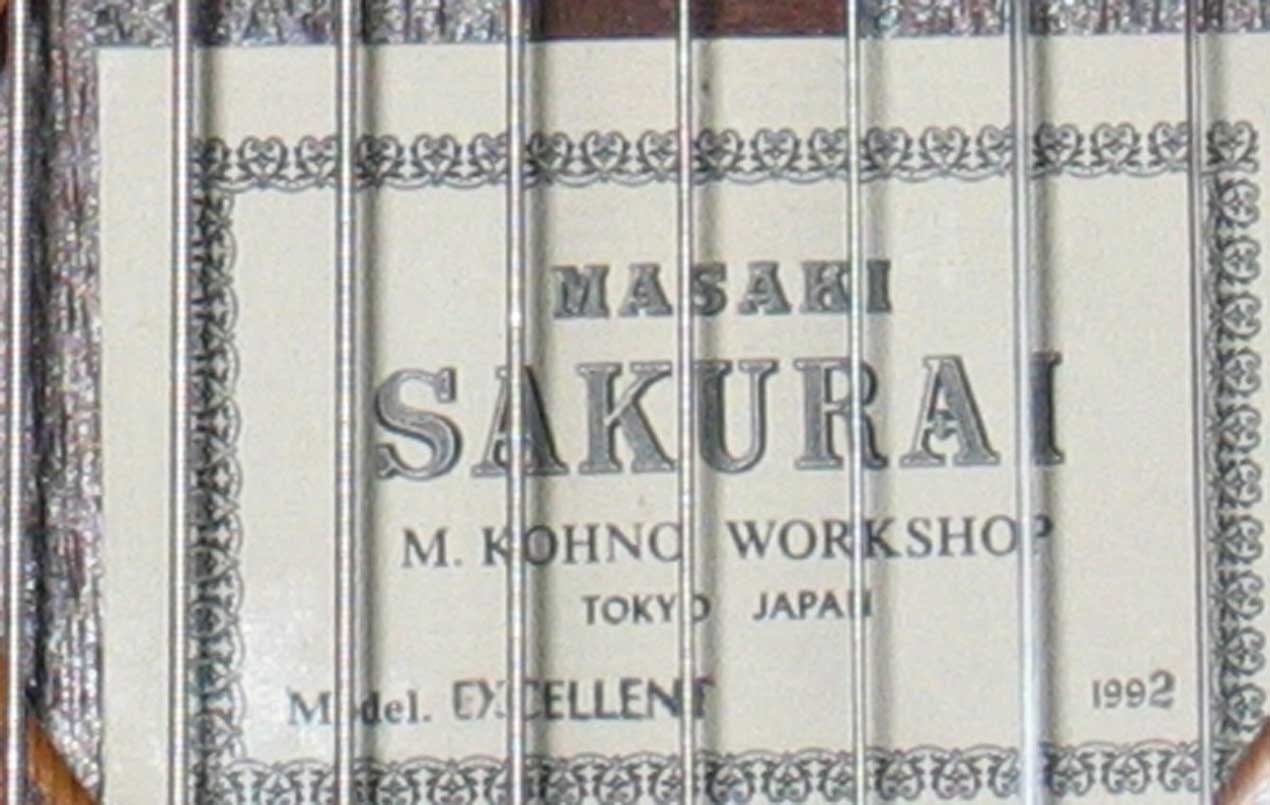 MASAKI
SAKURAI
M. KOHNO WORKSHOP
TOKYO JAPAN
Model. EXCELLENT 1992